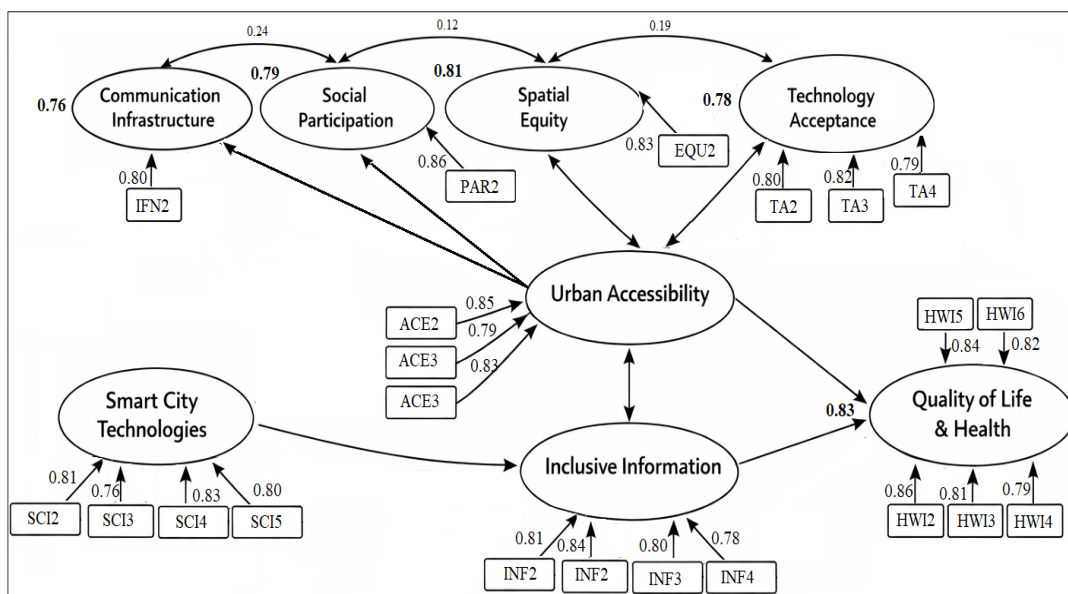 0.24
0.12
0.19
0.76
Communication
Infrastructure
0.79
Social
Participation
0.81
Spatial
Equity
0.78
Technology
Acceptance
0.80
IFN2
0.86
PAR2
0.83
EQU2
0.80
TA2
0.82
TA3
0.79
TA4
Urban Accessibility
ACE2
0.85
ACE3
0.79
ACE3
0.83
HWI5
0.84
HWI6
0.82
Smart City
Technologies
0.83
Quality of Life
& Health
Inclusive Information
0.81
SCI2
0.76
SCI3
0.83
SCI4
0.80
SCI5
0.86
HWI2
0.81
HWI3
0.79
HWI4
0.81
INF2
0.84
INF2
0.80
INF3
0.78
INF4